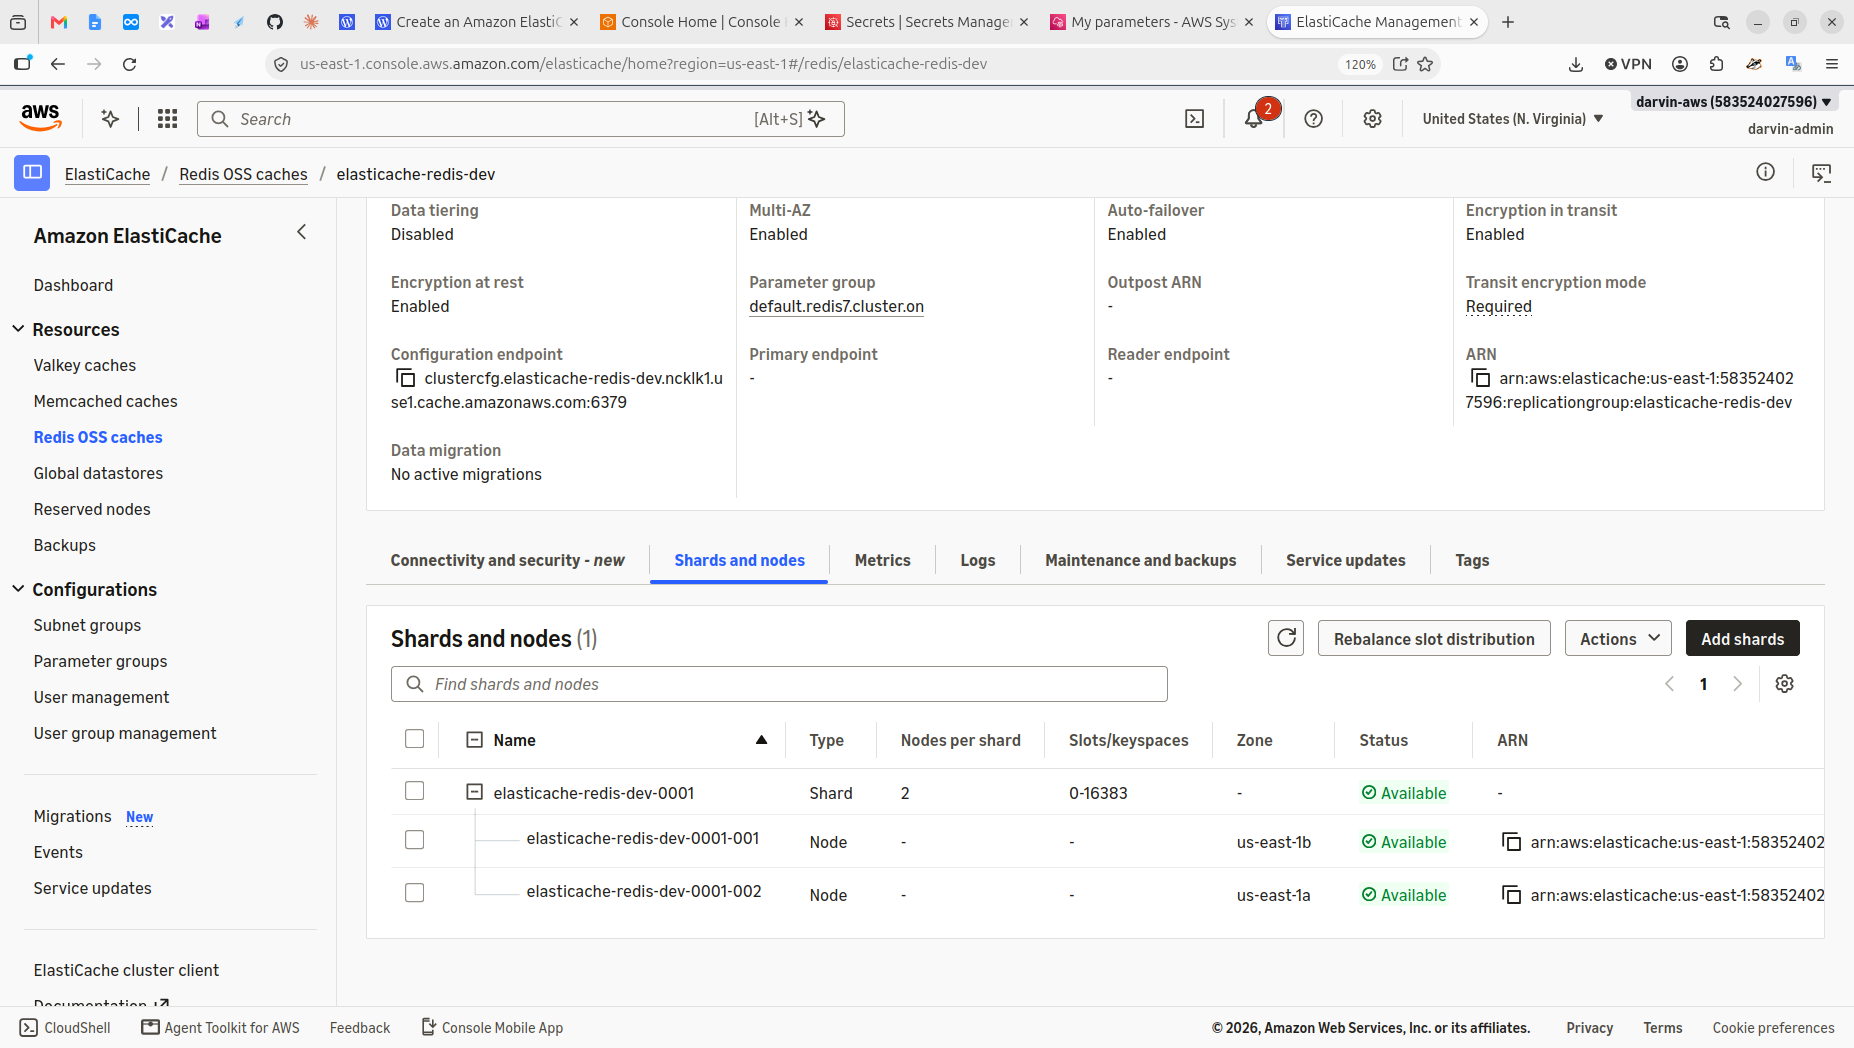 Create an Amazon ElastiC
Console Home | Console
Secrets | Secrets Manage
My parameters - AWS Sys
ElastiCache Management
us-east-1.console.aws.amazon.com/elasticache/home?region=us-east-1#/redis/elasticache-redis-dev
120%
VPN
aws
Search
[Alt+S]
2
United States (N. Virginia)
darvin-aws (583524027596)
darvin-admin
ElastiCache / Redis OSS caches / elasticache-redis-dev
Amazon ElastiCache
Dashboard
Resources
Valkey caches
Memcached caches
Redis OSS caches
Global datastores
Reserved nodes
Backups
Configurations
Subnet groups
Parameter groups
User management
User group management
Migrations New
Events
Service updates
ElastiCache cluster client
Documentation
Data tiering
Disabled
Multi-AZ
Enabled
Auto-failover
Enabled
Encryption in transit
Enabled
Encryption at rest
Enabled
Parameter group
default.redis7.cluster.on
Outpost ARN
-
Transit encryption mode
Required
Configuration endpoint
clustercfg.elasticache-redis-dev.ncklk1.u
se1.cache.amazonaws.com:6379
Primary endpoint
-
Reader endpoint
-
ARN
arn:aws:elasticache:us-east-1:58352402
7596:replicationgroup:elasticache-redis-dev
Data migration
No active migrations
Connectivity and security - new
Shards and nodes
Metrics
Logs
Maintenance and backups
Service updates
Tags
Shards and nodes (1)
Rebalance slot distribution
Actions
Add shards
Find shards and nodes
1
Name Type Nodes per shard Slots/keyspaces Zone Status ARN
elasticache-redis-dev-0001 Shard 2 0-16383 - Available -
elasticache-redis-dev-0001-001 Node - - us-east-1b Available arn:aws:elasticache:us-east-1:58352402
elasticache-redis-dev-0001-002 Node - - us-east-1a Available arn:aws:elasticache:us-east-1:58352402
CloudShell
Agent Toolkit for AWS
Feedback
Console Mobile App
© 2026, Amazon Web Services, Inc. or its affiliates.
Privacy
Terms
Cookie preferences